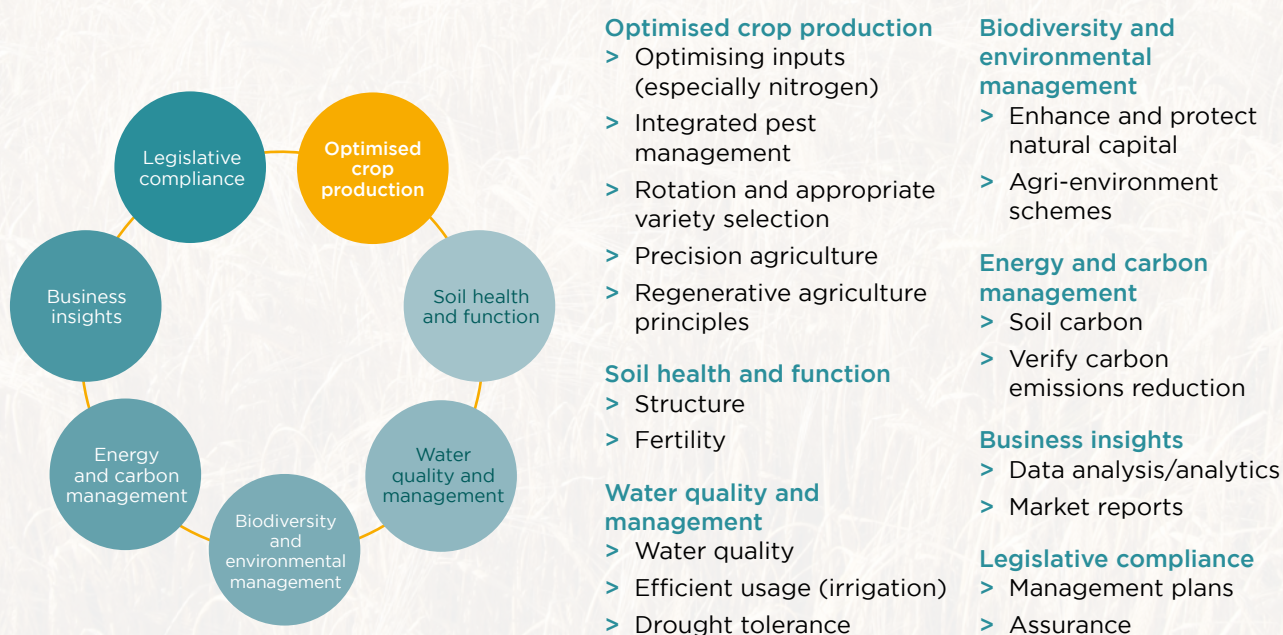 Legislative
compliance
Optimised
crop
production
Soil health
and function
Water
quality and
management
Biodiversity
and
environmental
management
Energy
and carbon
management
Business
insights
Optimised crop production
> Optimising inputs
(especially nitrogen)
> Integrated pest
management
> Rotation and appropriate
variety selection
> Precision agriculture
> Regenerative agriculture
principles
Soil health and function
> Structure
> Fertility
Water quality and
management
> Water quality
> Efficient usage (irrigation)
> Drought tolerance
Biodiversity and
environmental
management
> Enhance and protect
natural capital
> Agri-environment
schemes
Energy and carbon
management
> Soil carbon
> Verify carbon
emissions reduction
Business insights
> Data analysis/analytics
> Market reports
Legislative compliance
> Management plans
> Assurance